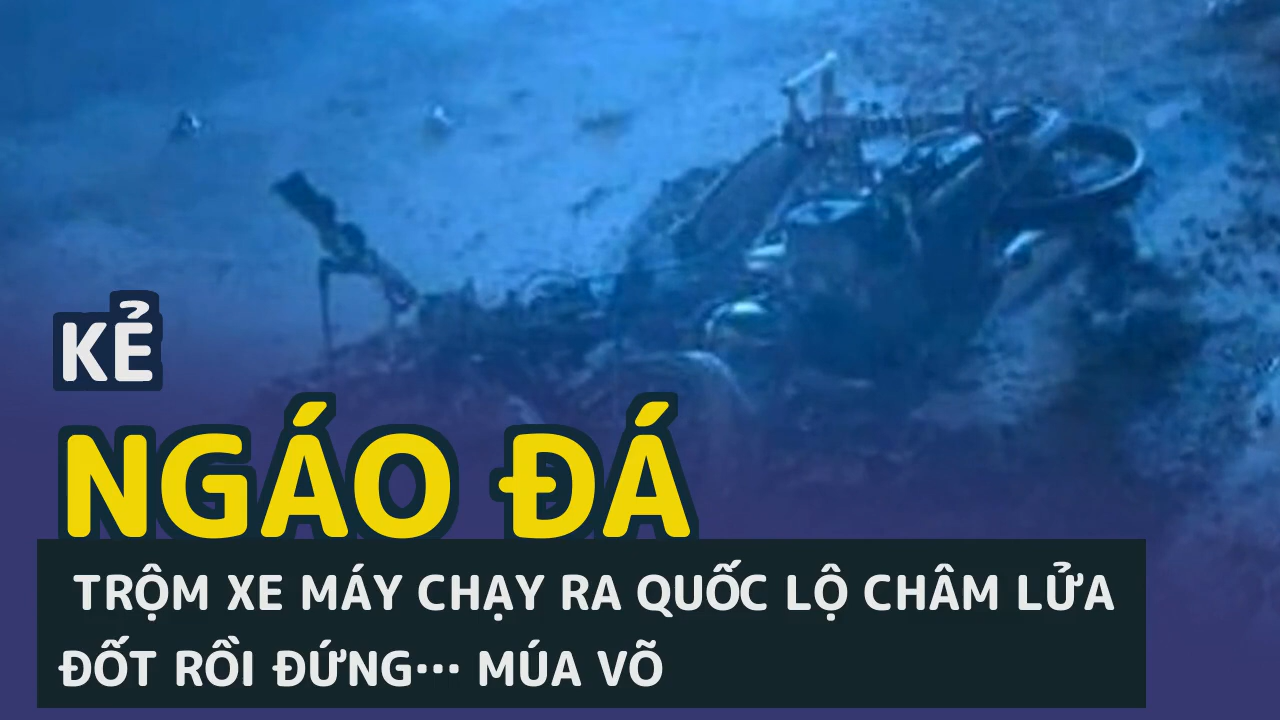 KẺ
NGÁO ĐÁ
TRỘM XE MÁY CHẠY RA QUỐC LỘ CHÂM LỬA
ĐỐT RỒI ĐỨNG... MÚA VÕ